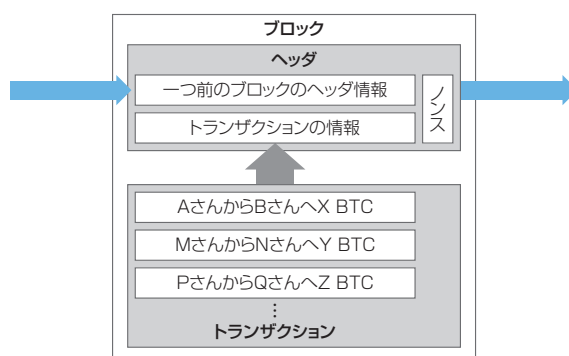 ブロック
ヘッダ
一つ前のブロックのヘッダ情報
トランザクションの情報
ノンス
AさんからBさんへX BTC
MさんからNさんへY BTC
PさんからQさんへZ BTC
⋮
トランザクション